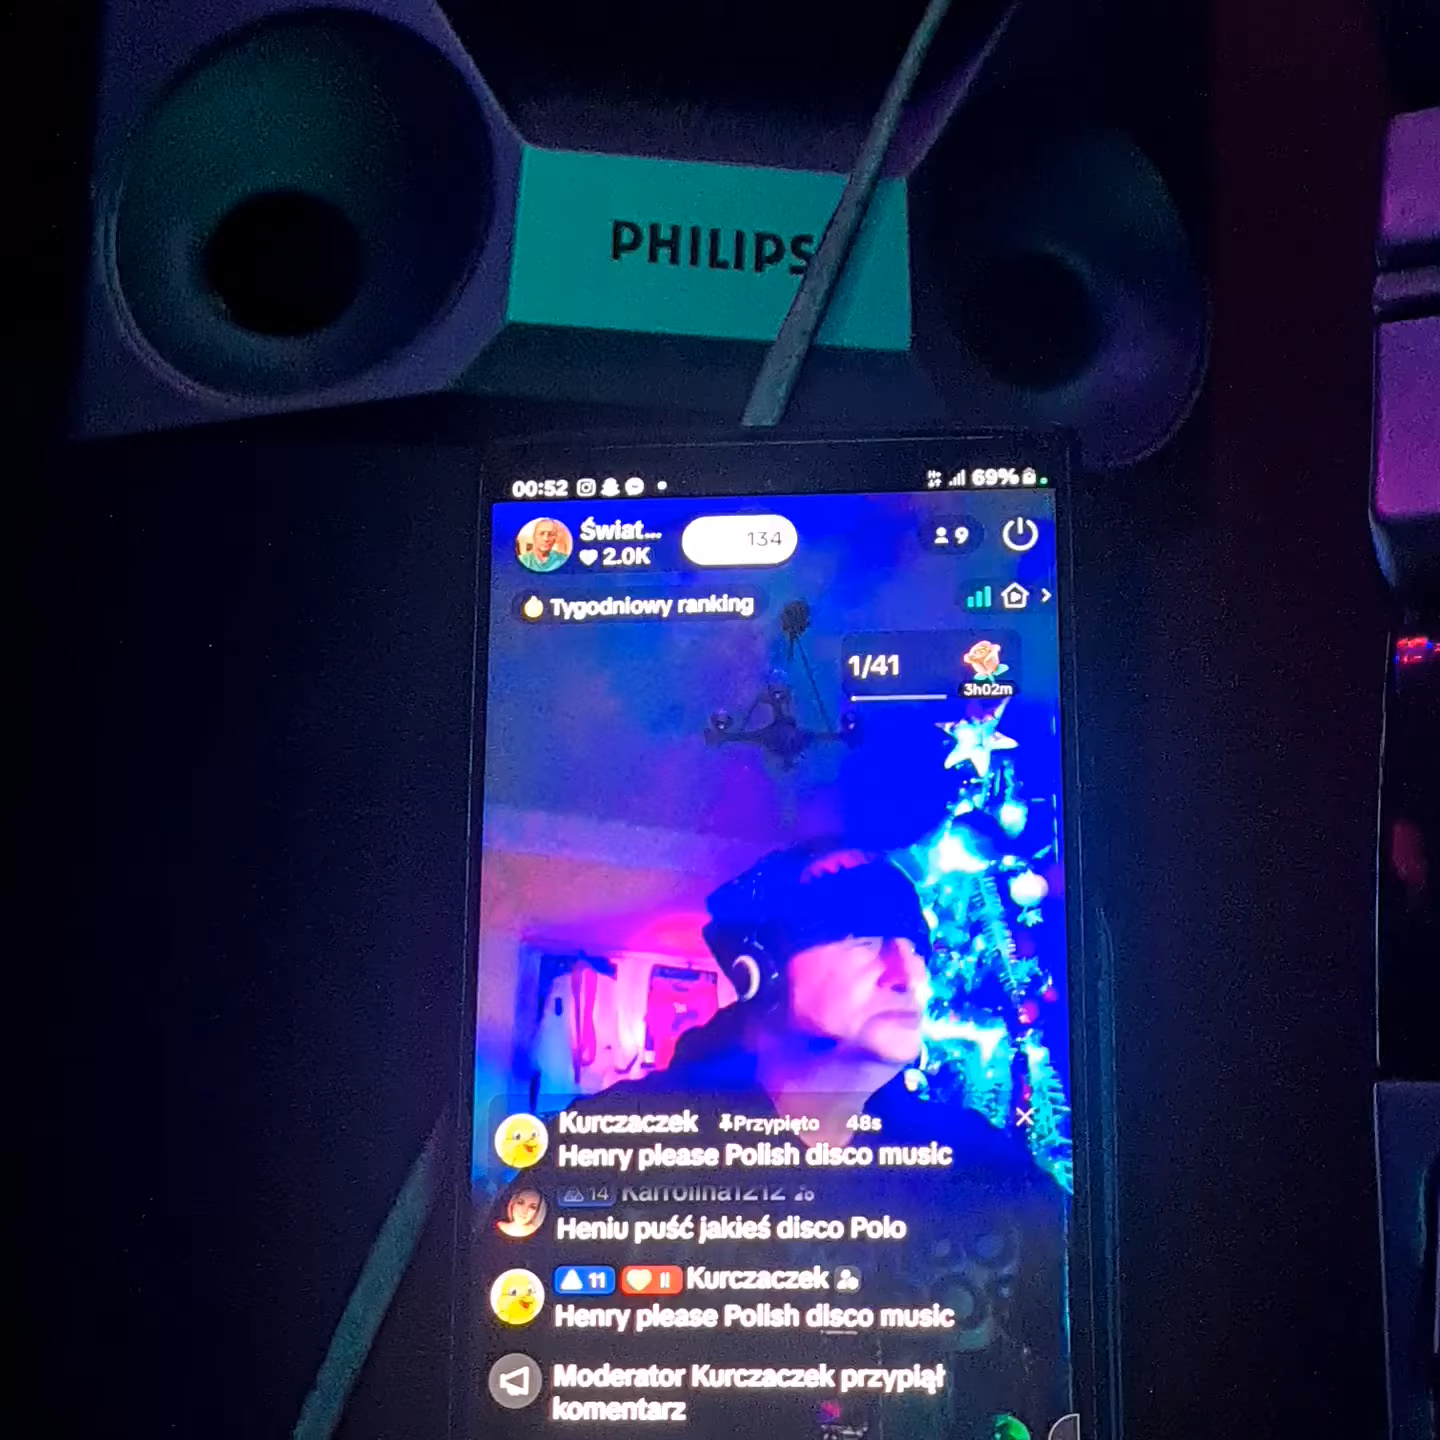 PHILIPS
00:52 69%
Świat... 134 9
2.0K
Tygodniowy ranking
1/41
3h02m
Kurczaczek Przypięto 48s
Henry please Polish disco music
14 Karrolina1212
Heniu puść jakieś disco Polo
11 II Kurczaczek
Henry please Polish disco music
Moderator Kurczaczek przypiął
komentarz